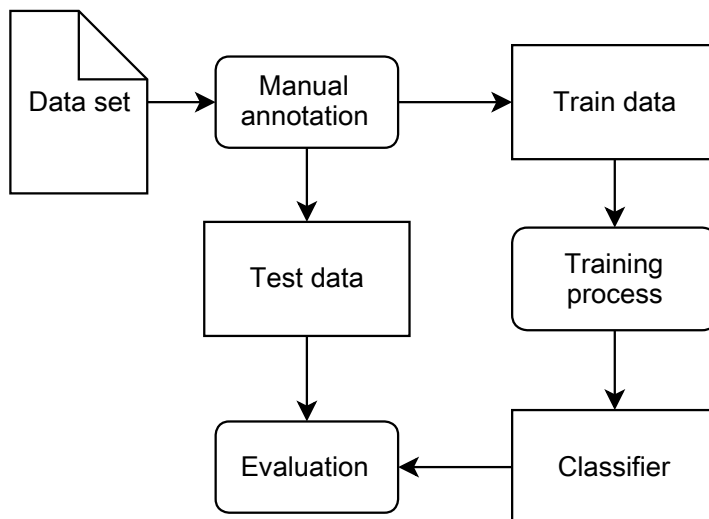 Data set
Manual
annotation
Train data
Test data
Training
process
Evaluation
Classifier